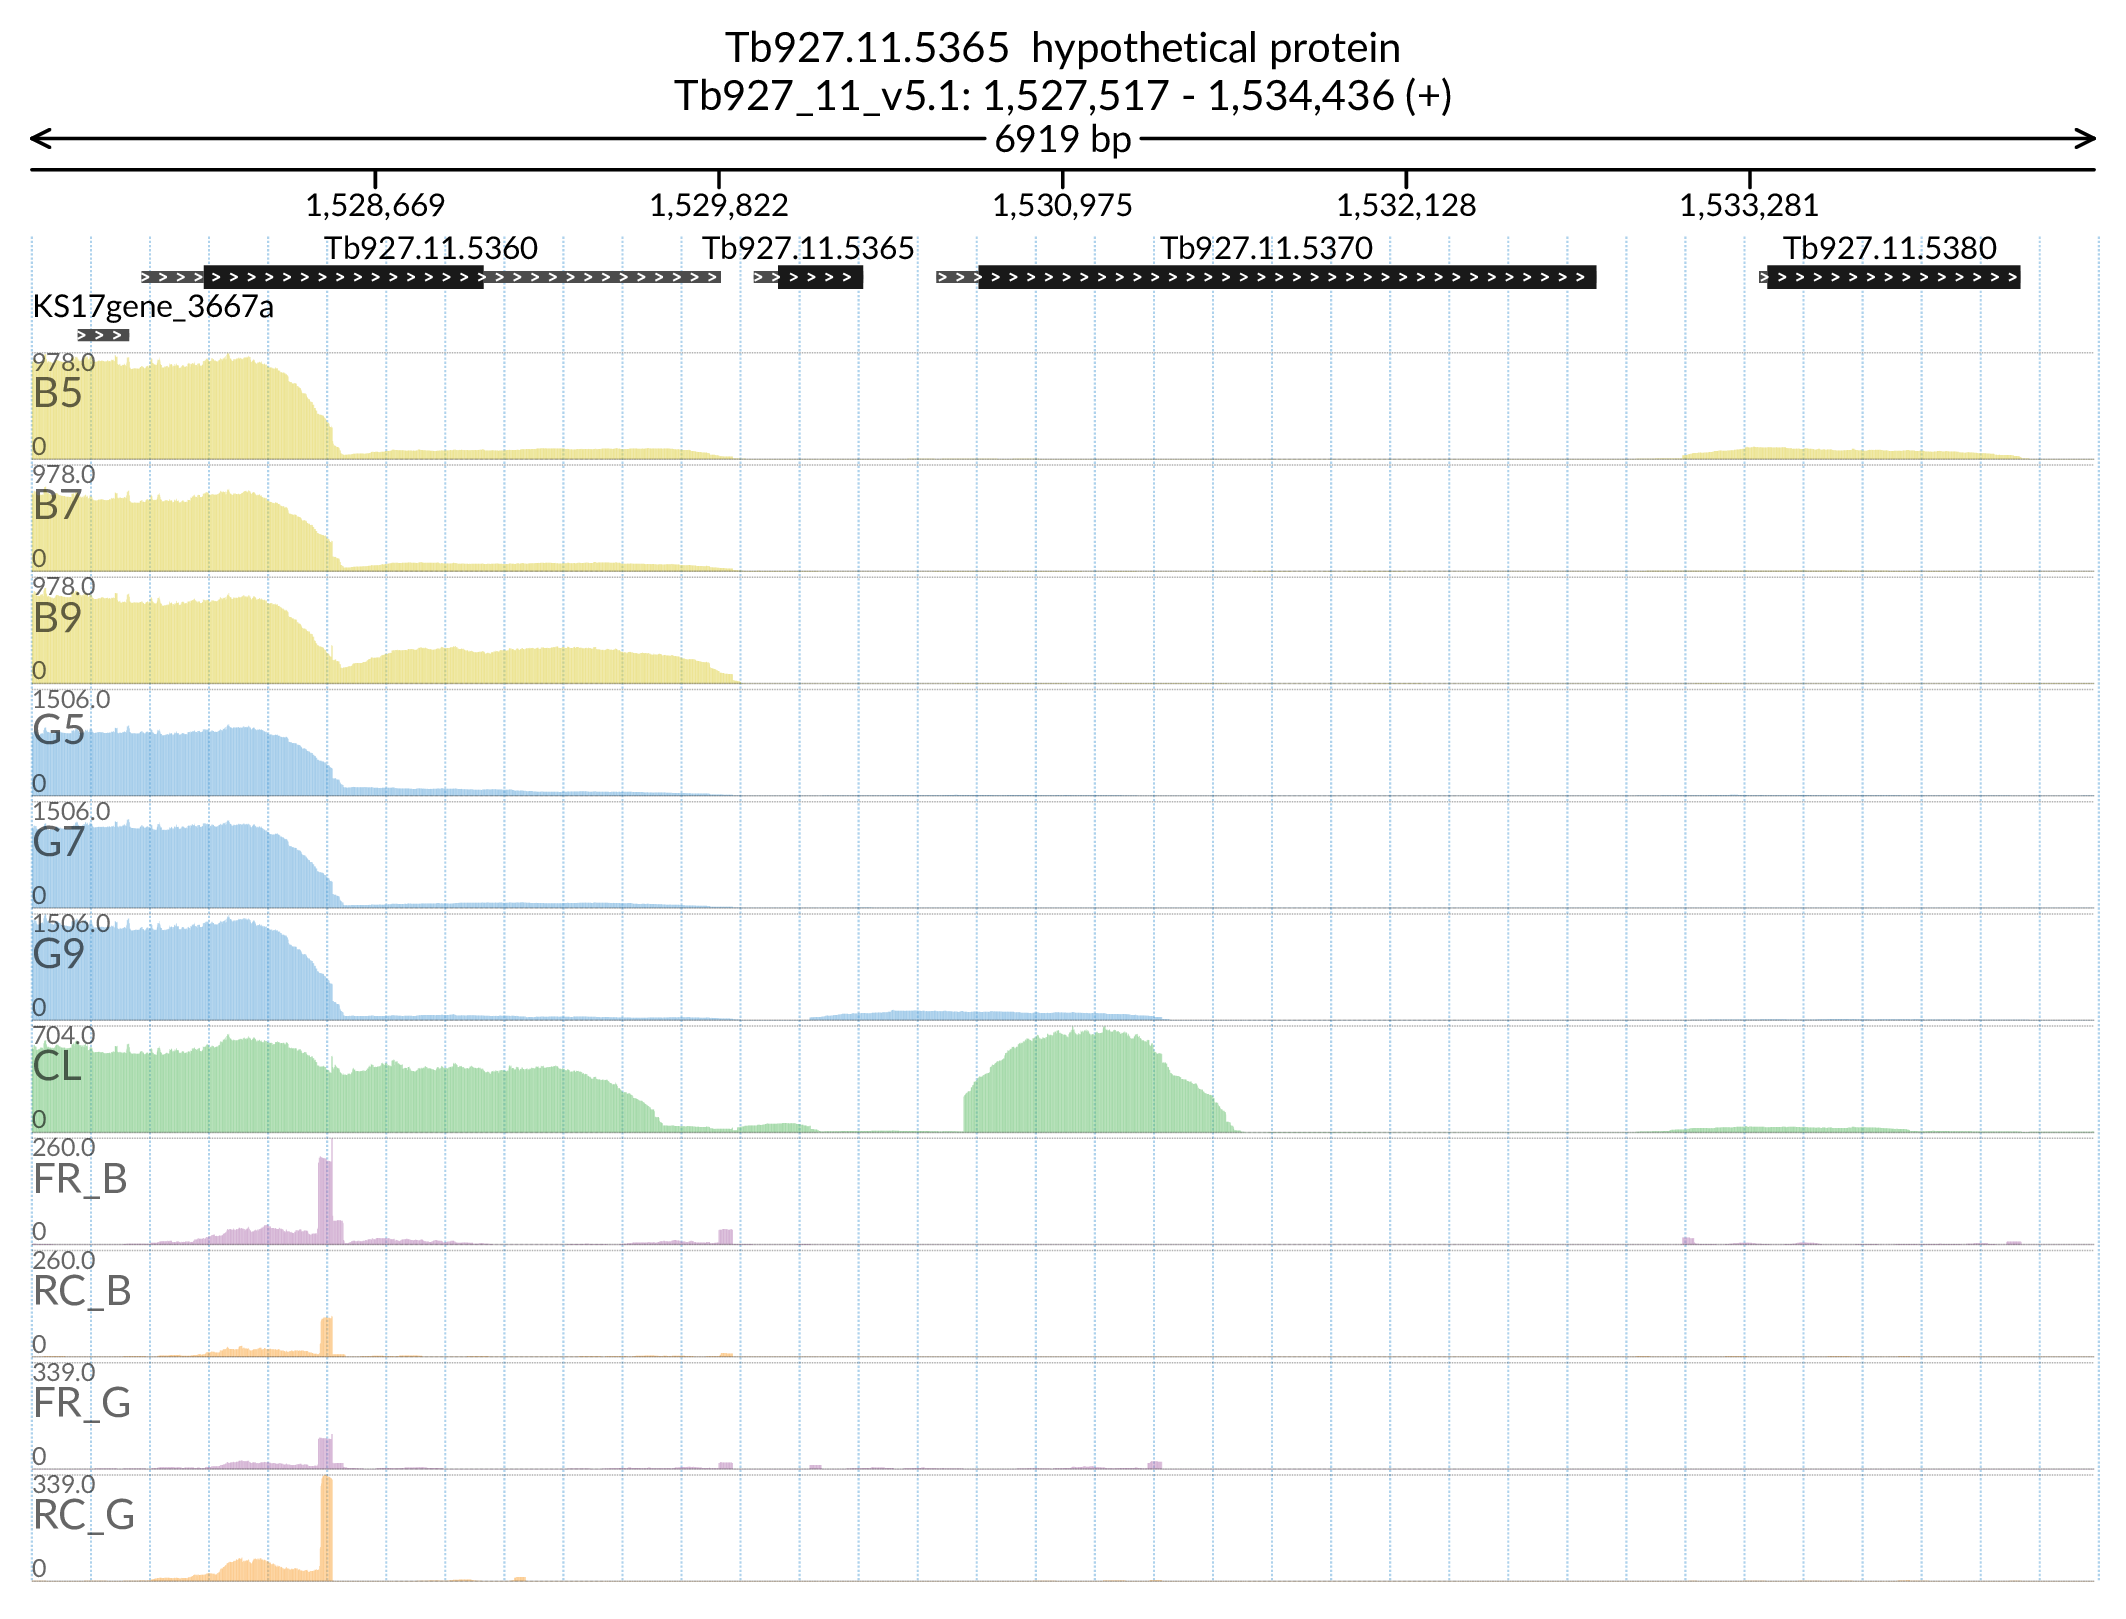 Tb927.11.5365 hypothetical protein
Tb927_11_v5.1: 1,527,517 - 1,534,436 (+)
6919 bp
1,528,669 1,529,822 1,530,975 1,532,128 1,533,281
Tb927.11.5360 Tb927.11.5365 Tb927.11.5370 Tb927.11.5380
KS17gene_3667a
978.0
B5
0
978.0
B7
0
978.0
B9
0
1506.0
G5
0
1506.0
G7
0
1506.0
G9
0
704.0
CL
0
260.0
FR_B
0
260.0
RC_B
0
339.0
FR_G
0
339.0
RC_G
0